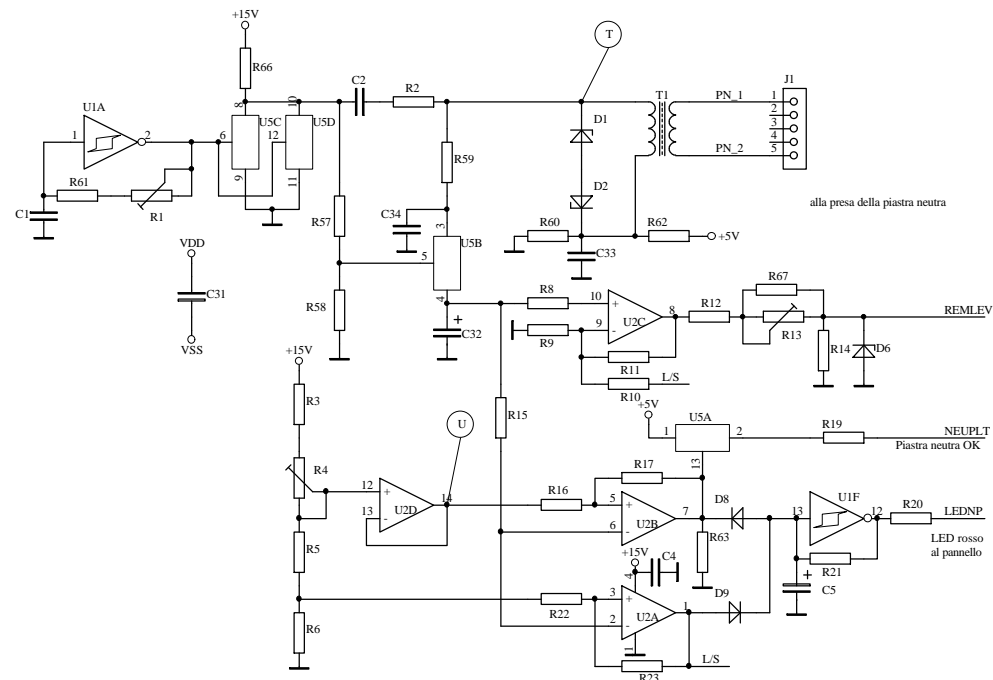 +15V
T
R66
C2
R2
T1
PN_1
J1
U1A
8
10
1
2
3
4
5
D1
1
2
6
U5C
12
U5D
R59
PN_2
9
11
D2
R61
R1
C1
R57
C34
3
U5B
R60
R62
+5V
alla presa della piastra neutra
VDD
5
C33
4
R67
C31
R58
R8
10
+
8
R12
REMLEV
+
C32
9
-
U2C
R13
R9
R14
D6
VSS
+15V
R11
L/S
R10
R3
R15
U
+5V
U5A
1
2
R19
NEUPLT
Piastra neutra OK
13
R4
12
+
14
R16
R17
13
-
U2D
5
+
7
D8
U1F
6
-
U2B
13
12
R20
LEDNP
R63
LED rosso
al pannello
R5
+15V
C4
R21
4
+
C5
R22
3
+
1
D9
R6
2
-
U2A
1
L/S
R23